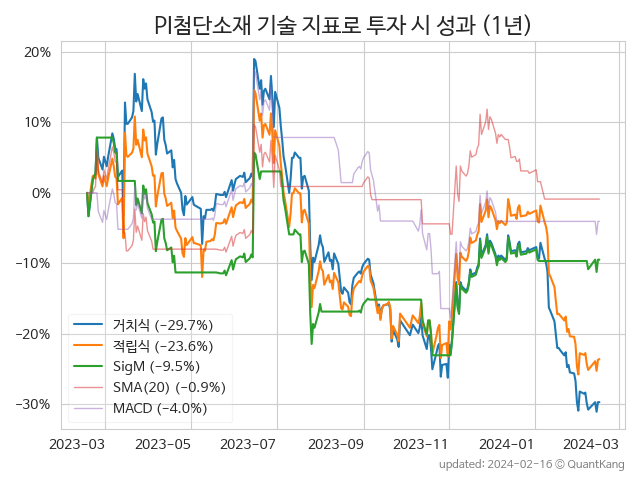 PI첨단소재 기술 지표로 투자 시 성과 (1년)
20%
10%
0%
−10%
−20%
−30%
거치식 (−29.7%)
적립식 (−23.6%)
SigM (−9.5%)
SMA(20) (−0.9%)
MACD (−4.0%)
2023−03 2023−05 2023−07 2023−09 2023−11 2024−01 2024−03
updated: 2024−02−16 © QuantKang